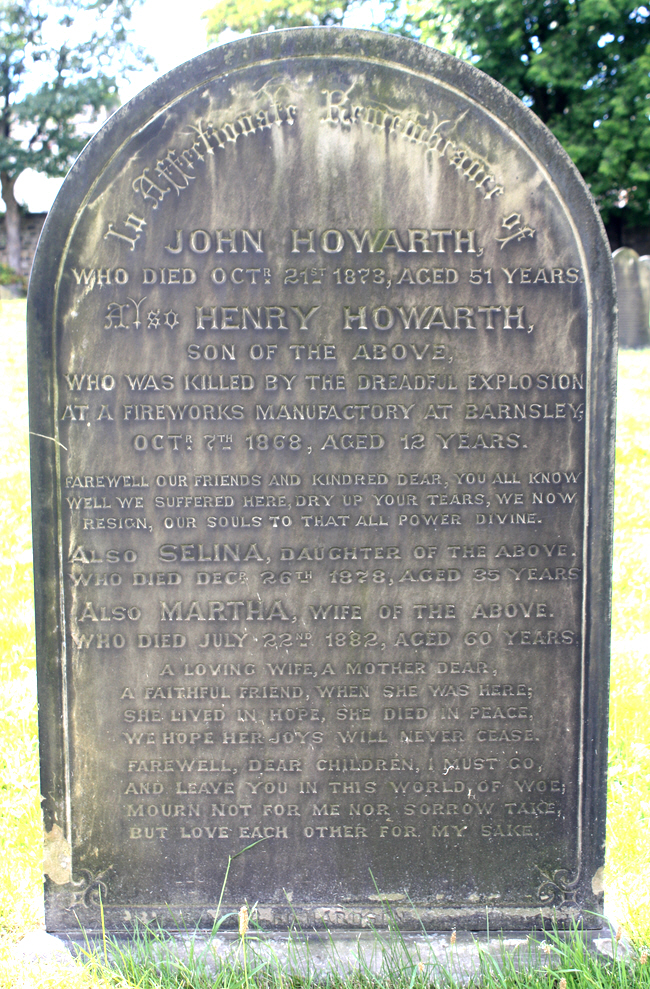 In Affectionate Remembrance of
JOHN HOWARTH,
WHO DIED OCTR. 21ST 1873, AGED 51 YEARS.
Also HENRY HOWARTH,
SON OF THE ABOVE,
WHO WAS KILLED BY THE DREADFUL EXPLOSION
AT A FIREWORKS MANUFACTORY AT BARNSLEY,
OCTR. 7TH 1868, AGED 12 YEARS.
FAREWELL OUR FRIENDS AND KINDRED DEAR, YOU ALL KNOW
WELL WE SUFFERED HERE, DRY UP YOUR TEARS, WE NOW
RESIGN, OUR SOULS TO THAT ALL POWER DIVINE.
ALSO SELINA, DAUGHTER OF THE ABOVE.
WHO DIED DECR. 26TH 1878, AGED 35 YEARS
ALSO MARTHA, WIFE OF THE ABOVE.
WHO DIED JULY 22ND 1882, AGED 60 YEARS.
A LOVING WIFE, A MOTHER DEAR,
A FAITHFUL FRIEND, WHEN SHE WAS HERE;
SHE LIVED IN HOPE, SHE DIED IN PEACE,
WE HOPE HER JOYS WILL NEVER CEASE.
FAREWELL, DEAR CHILDREN, I MUST GO,
AND LEAVE YOU IN THIS WORLD, OF WOE;
MOURN NOT FOR ME NOR SORROW TAKE,
BUT LOVE EACH OTHER FOR MY SAKE.